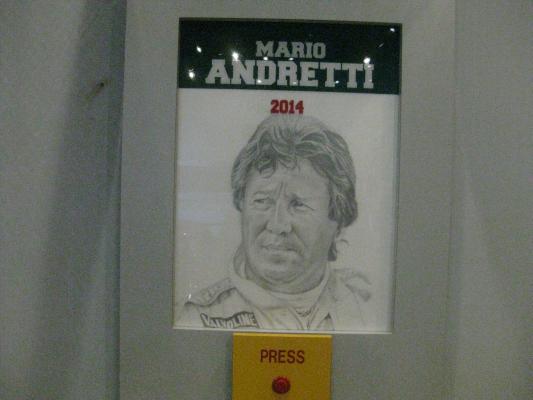 MARIO
ANDRETTI
2014
VALVOLINE
PRESS